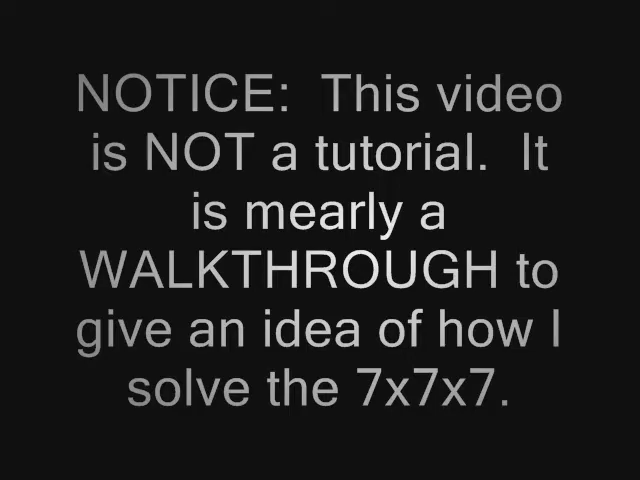 NOTICE:  This video
is NOT a tutorial.  It
is mearly a
WALKTHROUGH to
give an idea of how I
solve the 7x7x7.